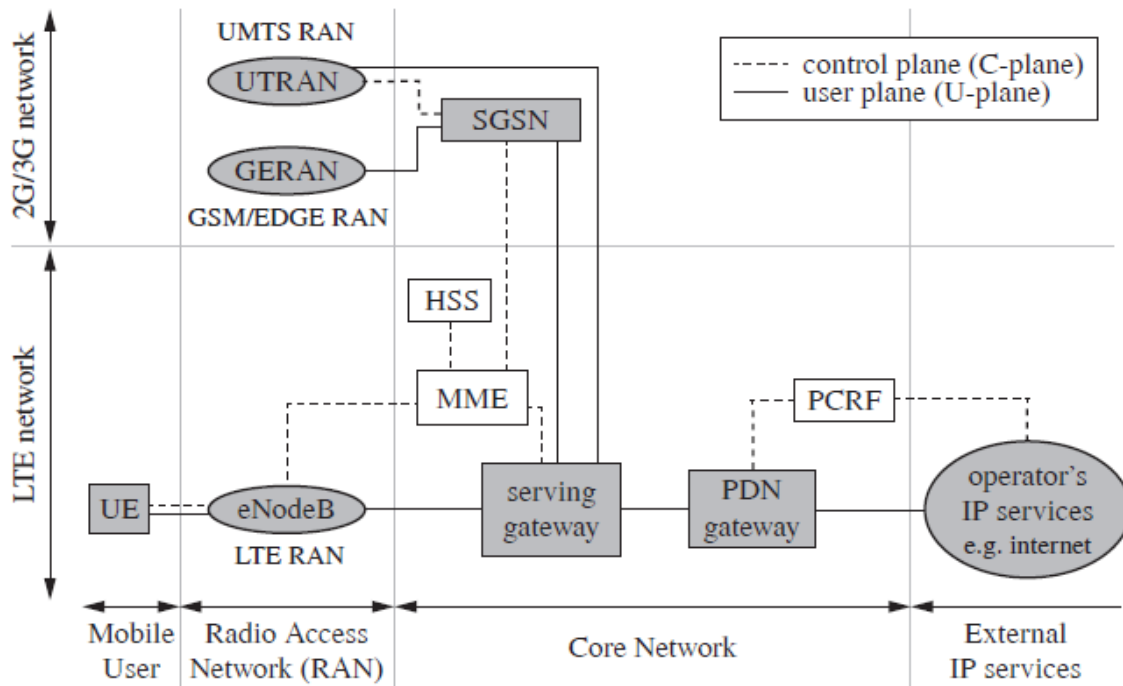 UMTS RAN
UTRAN
SGSN
GERAN
GSM/EDGE RAN
control plane (C-plane)
user plane (U-plane)
2G/3G network
LTE network
HSS
MME
PCRF
UE
eNodeB
LTE RAN
serving
gateway
PDN
gateway
operator's
IP services
e.g. internet
Mobile
User
Radio Access
Network (RAN)
Core Network
External
IP services